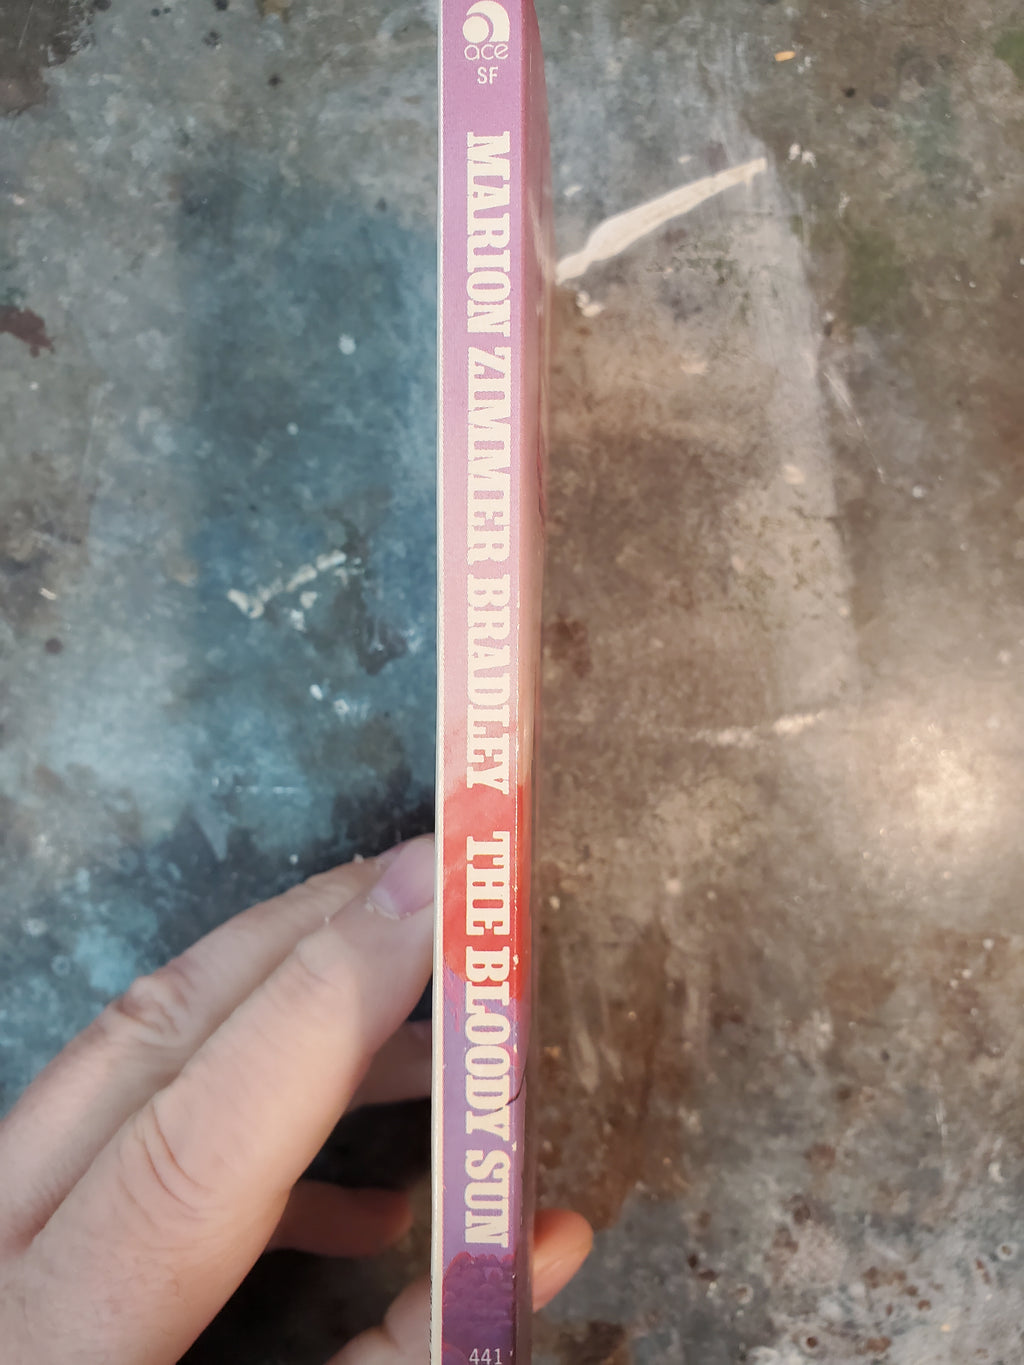 ace
SF
MARION ZIMMER BRADLEY THE BLOODY SUN
441